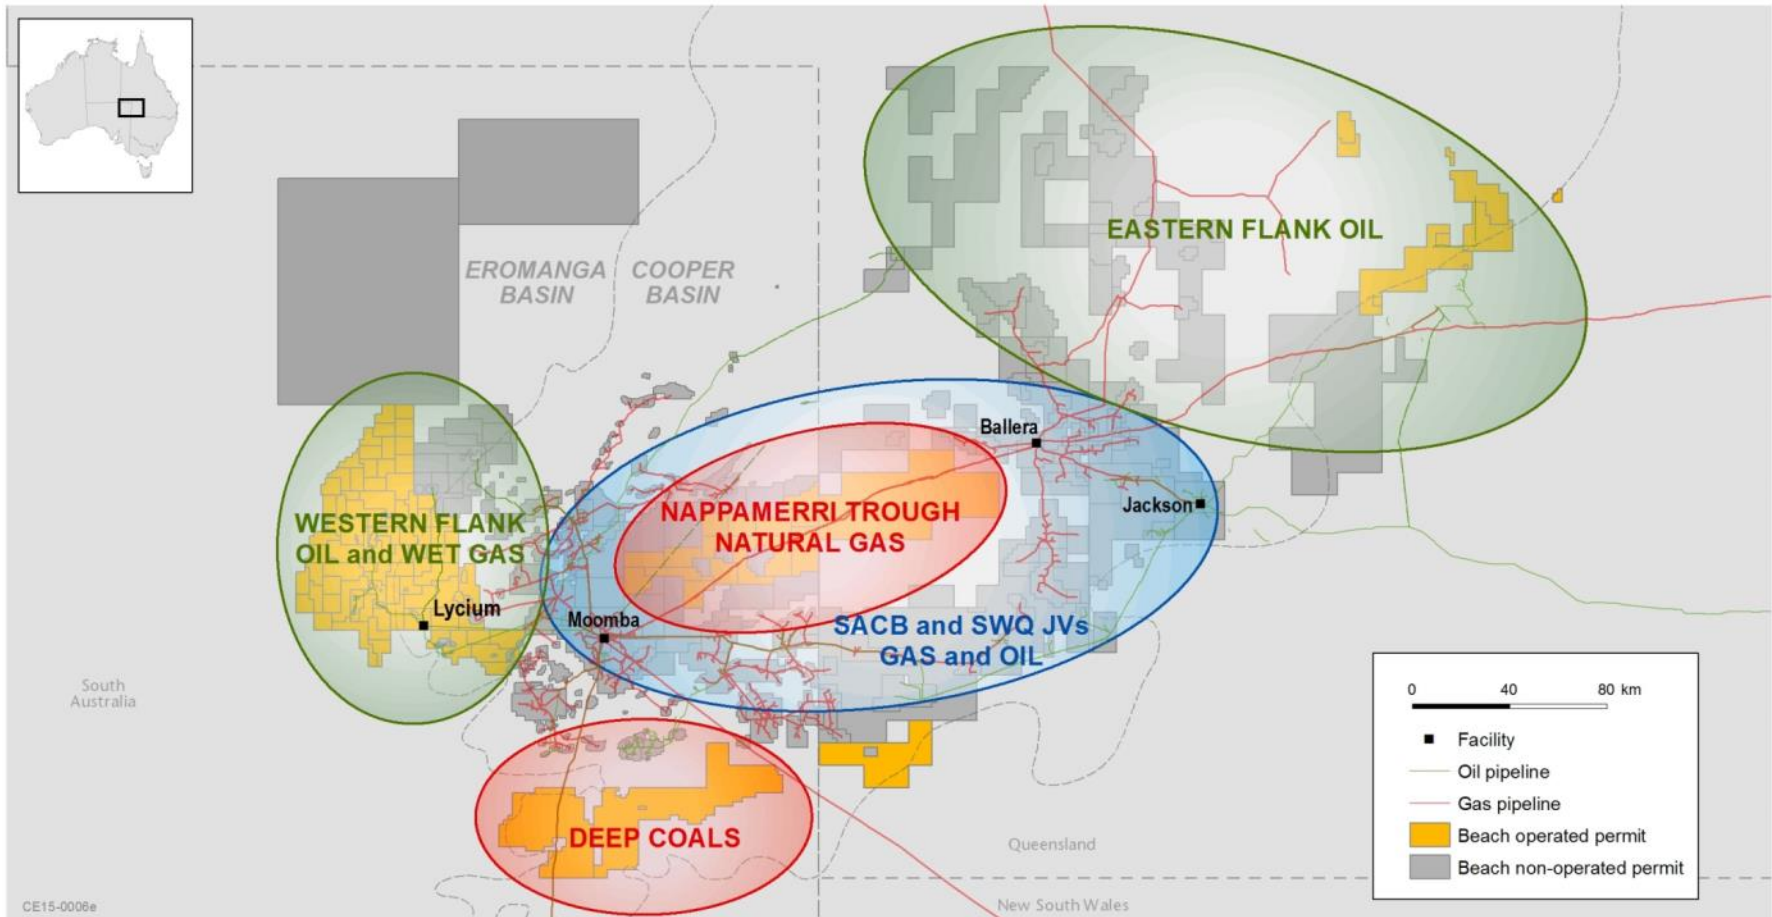 EASTERN FLANK OIL
EROMANGA
BASIN
COOPER
BASIN
Ballera
Jackson
NAPPAMERRI TROUGH
NATURAL GAS
WESTERN FLANK
OIL and WET GAS
Lycium
Moomba
SACB and SWQ JVs
GAS and OIL
South
Australia
DEEP COALS
Queensland
New South Wales
0 40 80 km
Facility
Oil pipeline
Gas pipeline
Beach operated permit
Beach non-operated permit
CE15-0006e